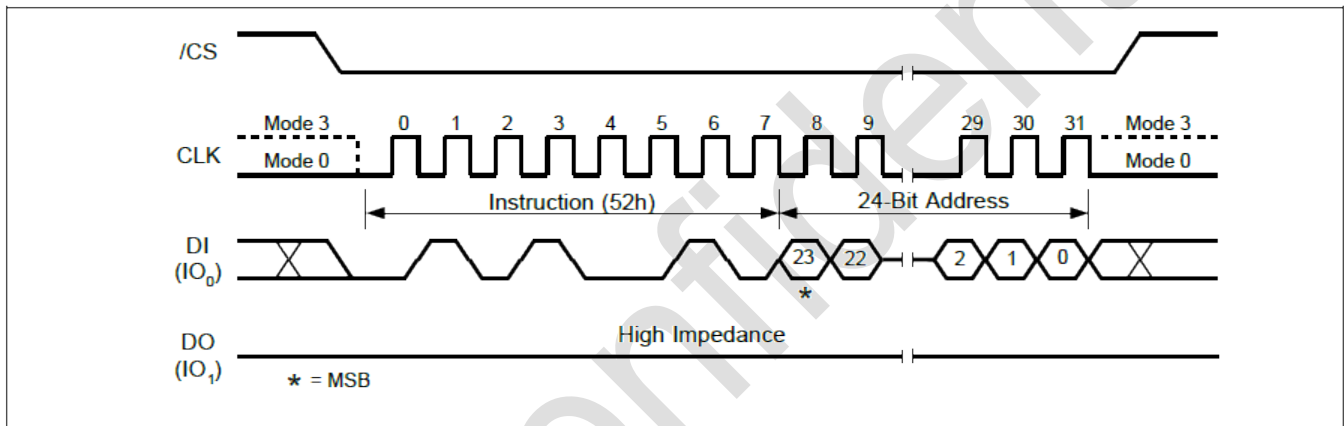 /CS
Mode 3 0 1 2 3 4 5 6 7 8 9 29 30 31 Mode 3
CLK
Mode 0 Mode 0
Instruction (52h) 24-Bit Address
DI
(IO0)
23 22 2 1 0
*
High Impedance
DO
(IO1)
* = MSB